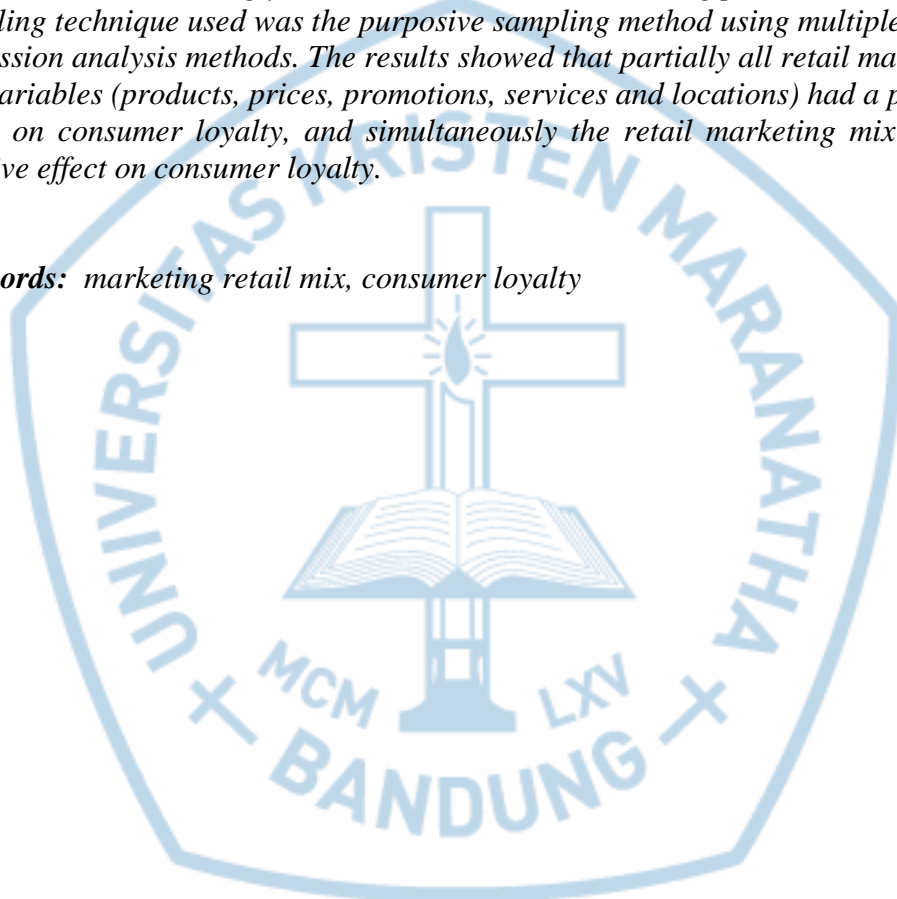 ling technique used was the purposive sampling method using multiple
ssion analysis methods. The results showed that partially all retail ma
ariables (products, prices, promotions, services and locations) had a p
on consumer loyalty, and simultaneously the retail marketing mix
ve effect on consumer loyalty.
ords: marketing retail mix, consumer loyalty
UNIVERSITAS KRISTEN MARANATHA
MCM LXV
BANDUNG